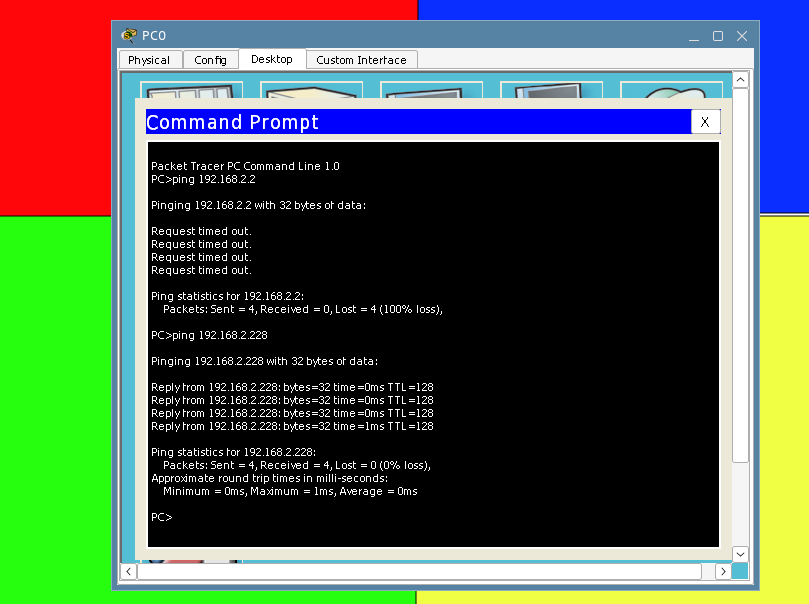 PC0
Physical Config Desktop Custom Interface
Command Prompt
X
Packet Tracer PC Command Line 1.0
PC>ping 192.168.2.2
Pinging 192.168.2.2 with 32 bytes of data:
Request timed out.
Request timed out.
Request timed out.
Request timed out.
Ping statistics for 192.168.2.2:
Packets: Sent = 4, Received = 0, Lost = 4 (100% loss),
PC>ping 192.168.2.228
Pinging 192.168.2.228 with 32 bytes of data:
Reply from 192.168.2.228: bytes=32 time=0ms TTL=128
Reply from 192.168.2.228: bytes=32 time=0ms TTL=128
Reply from 192.168.2.228: bytes=32 time=0ms TTL=128
Reply from 192.168.2.228: bytes=32 time=1ms TTL=128
Ping statistics for 192.168.2.228:
Packets: Sent = 4, Received = 4, Lost = 0 (0% loss),
Approximate round trip times in milli-seconds:
Minimum = 0ms, Maximum = 1ms, Average = 0ms
PC>